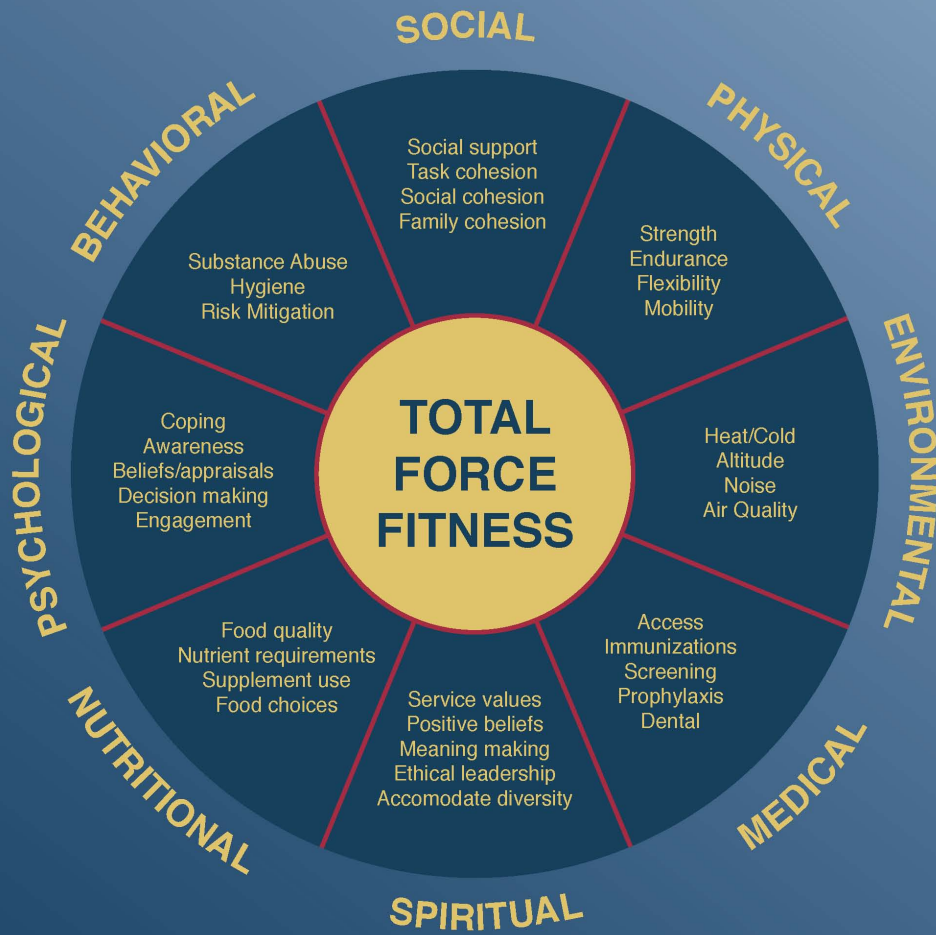 SOCIAL
Social support
Task cohesion
Social cohesion
Family cohesion
PHYSICAL
Strength
Endurance
Flexibility
Mobility
ENVIRONMENTAL
Heat/Cold
Altitude
Noise
Air Quality
MEDICAL
Access
Immunizations
Screening
Prophylaxis
Dental
SPIRITUAL
Service values
Positive beliefs
Meaning making
Ethical leadership
Accomodate diversity
NUTRITIONAL
Food quality
Nutrient requirements
Supplement use
Food choices
PSYCHOLOGICAL
Coping
Awareness
Beliefs/appraisals
Decision making
Engagement
BEHAVIORAL
Substance Abuse
Hygiene
Risk Mitigation
TOTAL
FORCE
FITNESS